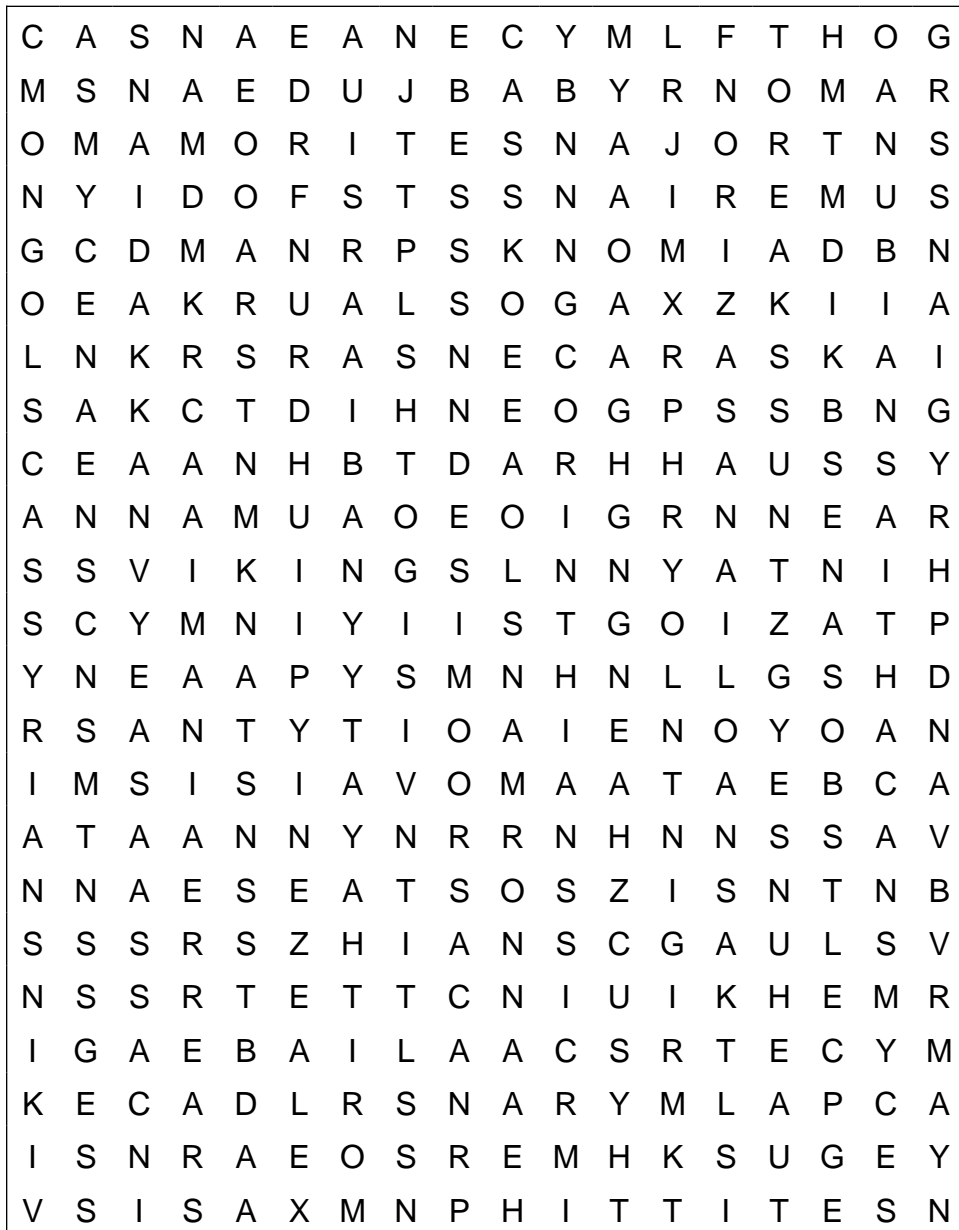 C A S N A E A N E C Y M L F T H O G
M S N A E D U J B A B Y R N O M A R
O M A M O R I T E S N A J O R T N S
N Y I D O F S T S S N A I R E M U S
G C D M A N R P S K N O M I A D B N
O E A K R U A L S O G A X Z K I I A
L N K R S R A S N E C A R A S K A I
S A K C T D I H N E O G P S S B N G
C E A A N H B T D A R H H A U S S Y
A N N A M U A O E O I G R N N E A R
S S V I K I N G S L N N Y A T N I H
S C Y M N I Y I I S T G O I Z A T P
Y N E A A P Y S M N H N L L G S H D
R S A N T Y T I O A I E N O Y O A N
I M S I S I A V O M A A T A E B C A
A T A A N N Y N R R N H N N S S A V
N N A E S E A T S O S Z I S N T N B
S S S R S Z H I A N S C G A U L S V
N S S R T E T T C N I U I K H E M R
I G A E B A I L A A C S R T E C Y M
K E C A D L R S N A R Y M L A P C A
I S N R A E O S R E M H K S U G E Y
V S I S A X M N P H I T T I T E S N